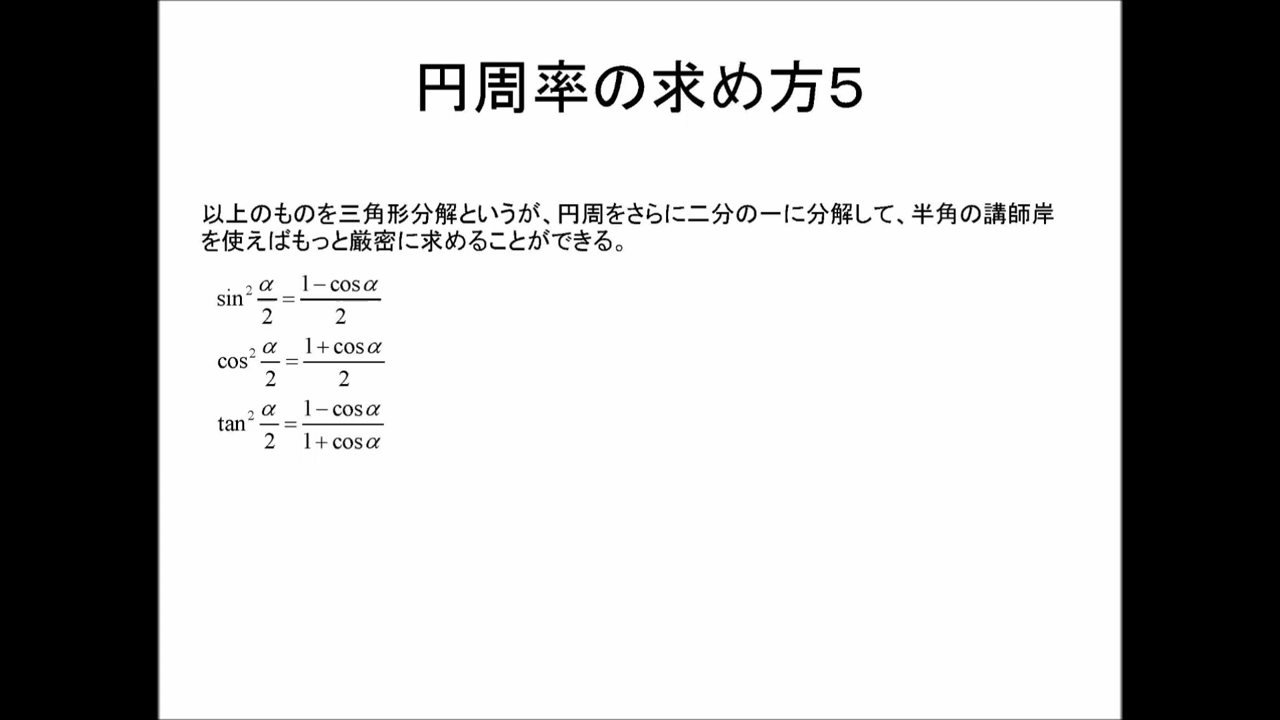 円周率の求め方５
以上のものを三角形分解というが、円周をさらに二分の一に分解して、半角の講師岸
を使えばもっと厳密に求めることができる。
sin² α/2 = (1 − cos α)/2
cos² α/2 = (1 + cos α)/2
tan² α/2 = (1 − cos α)/(1 + cos α)